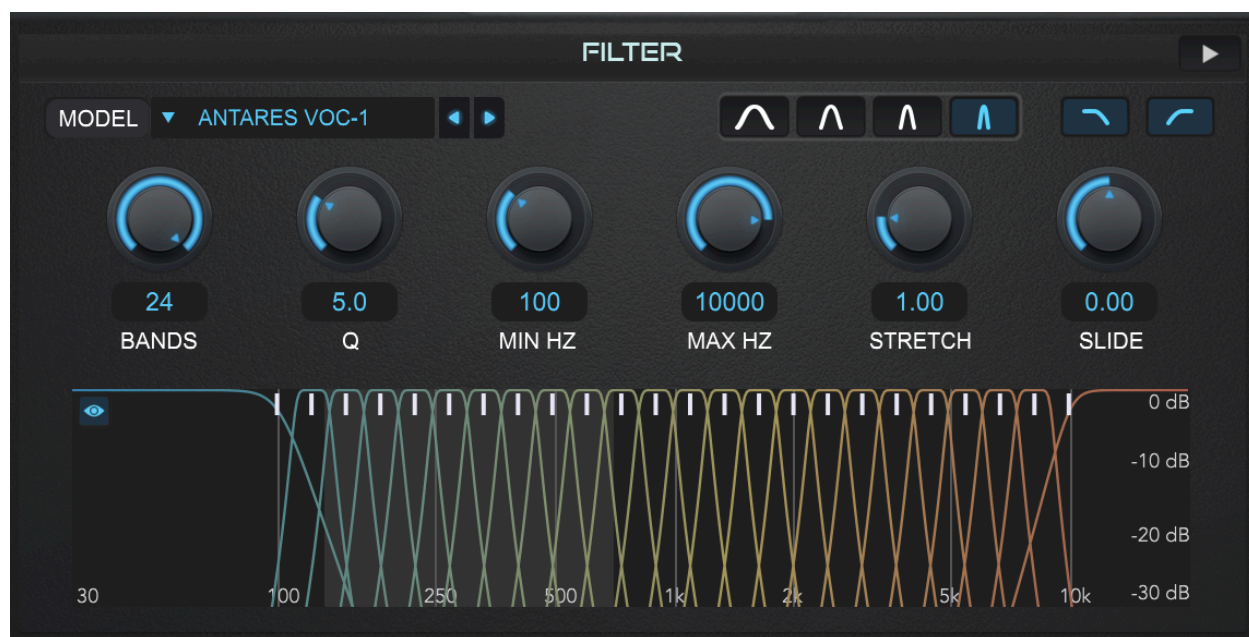 FILTER
MODEL ANTARES VOC-1
24 5.0 100 10000 1.00 0.00
BANDS Q MIN HZ MAX HZ STRETCH SLIDE
0 dB
-10 dB
-20 dB
30 100 250 500 1k 2k 5k 10k -30 dB